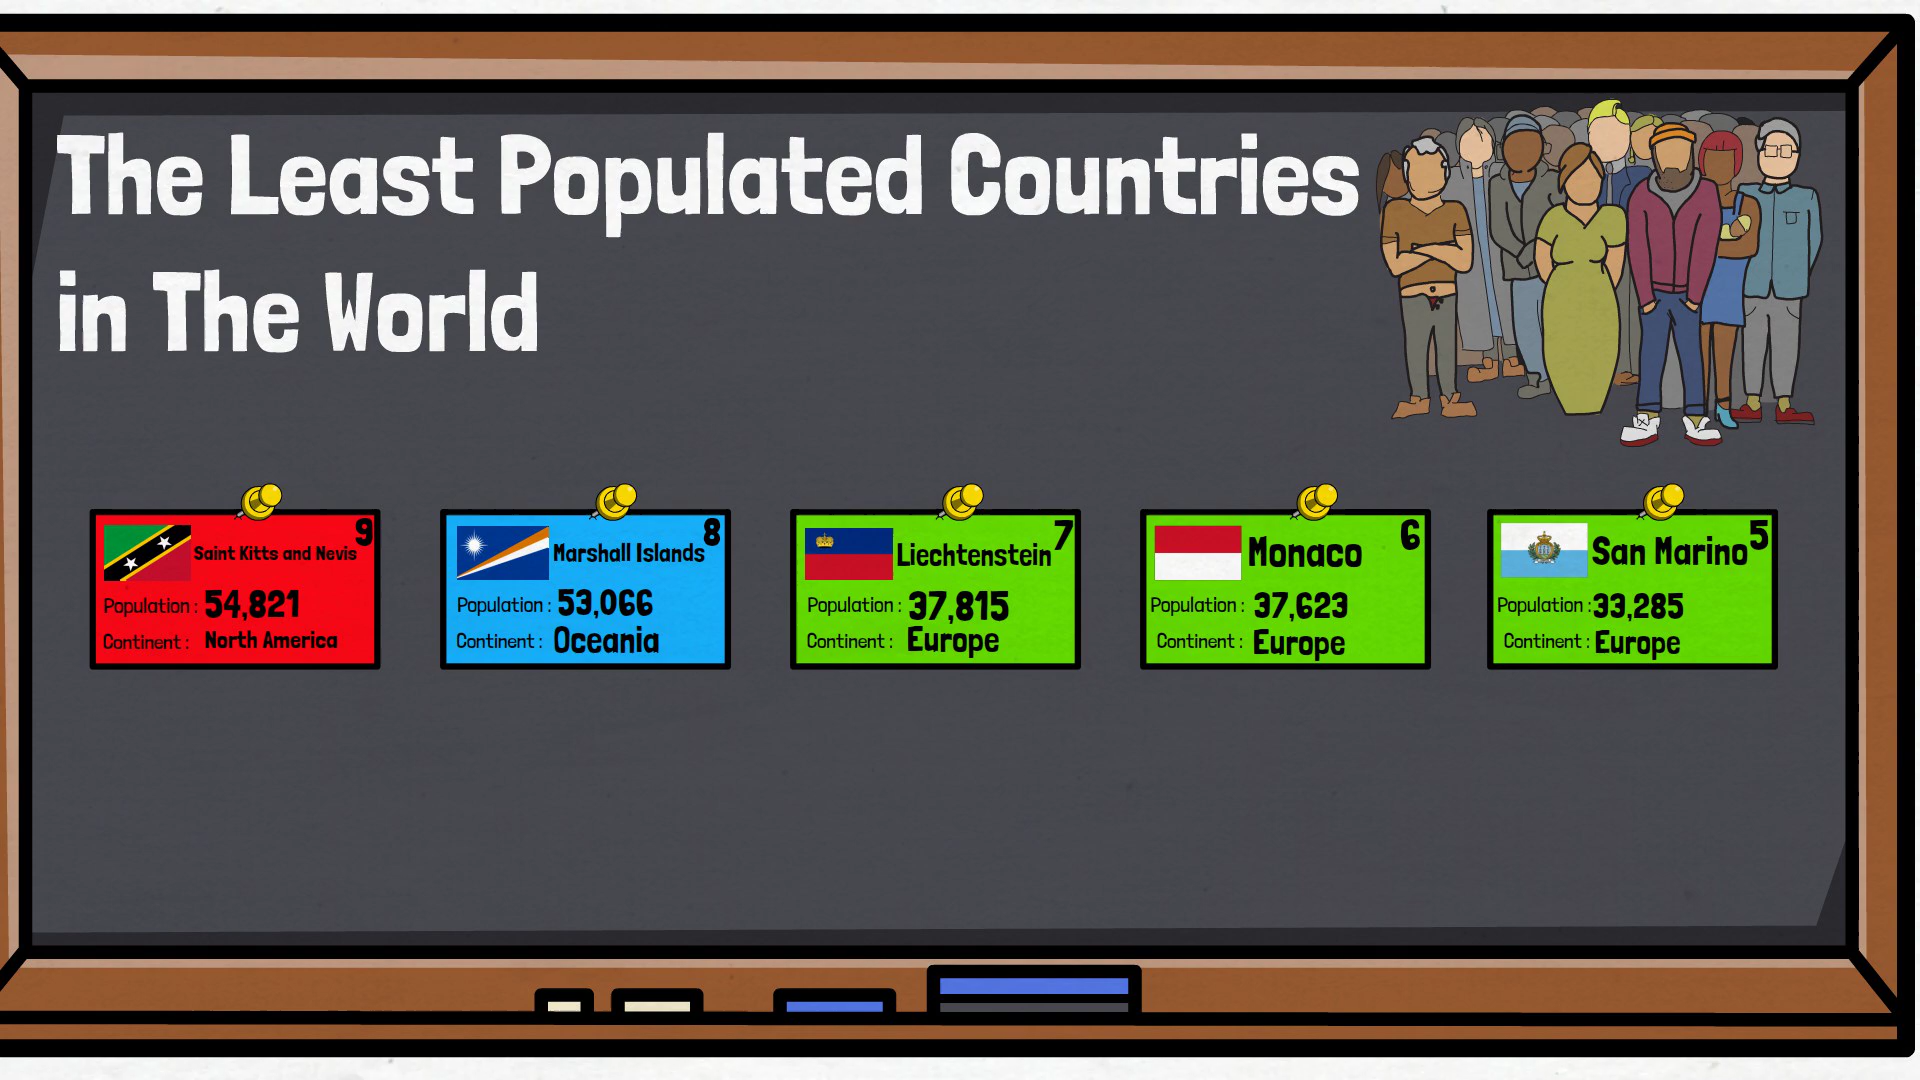 The Least Populated Countries
in The World
9
Saint Kitts and Nevis
Population : 54,821
Continent : North America
8
Marshall Islands
Population : 53,066
Continent : Oceania
7
Liechtenstein
Population : 37,815
Continent : Europe
6
Monaco
Population : 37,623
Continent : Europe
5
San Marino
Population : 33,285
Continent : Europe